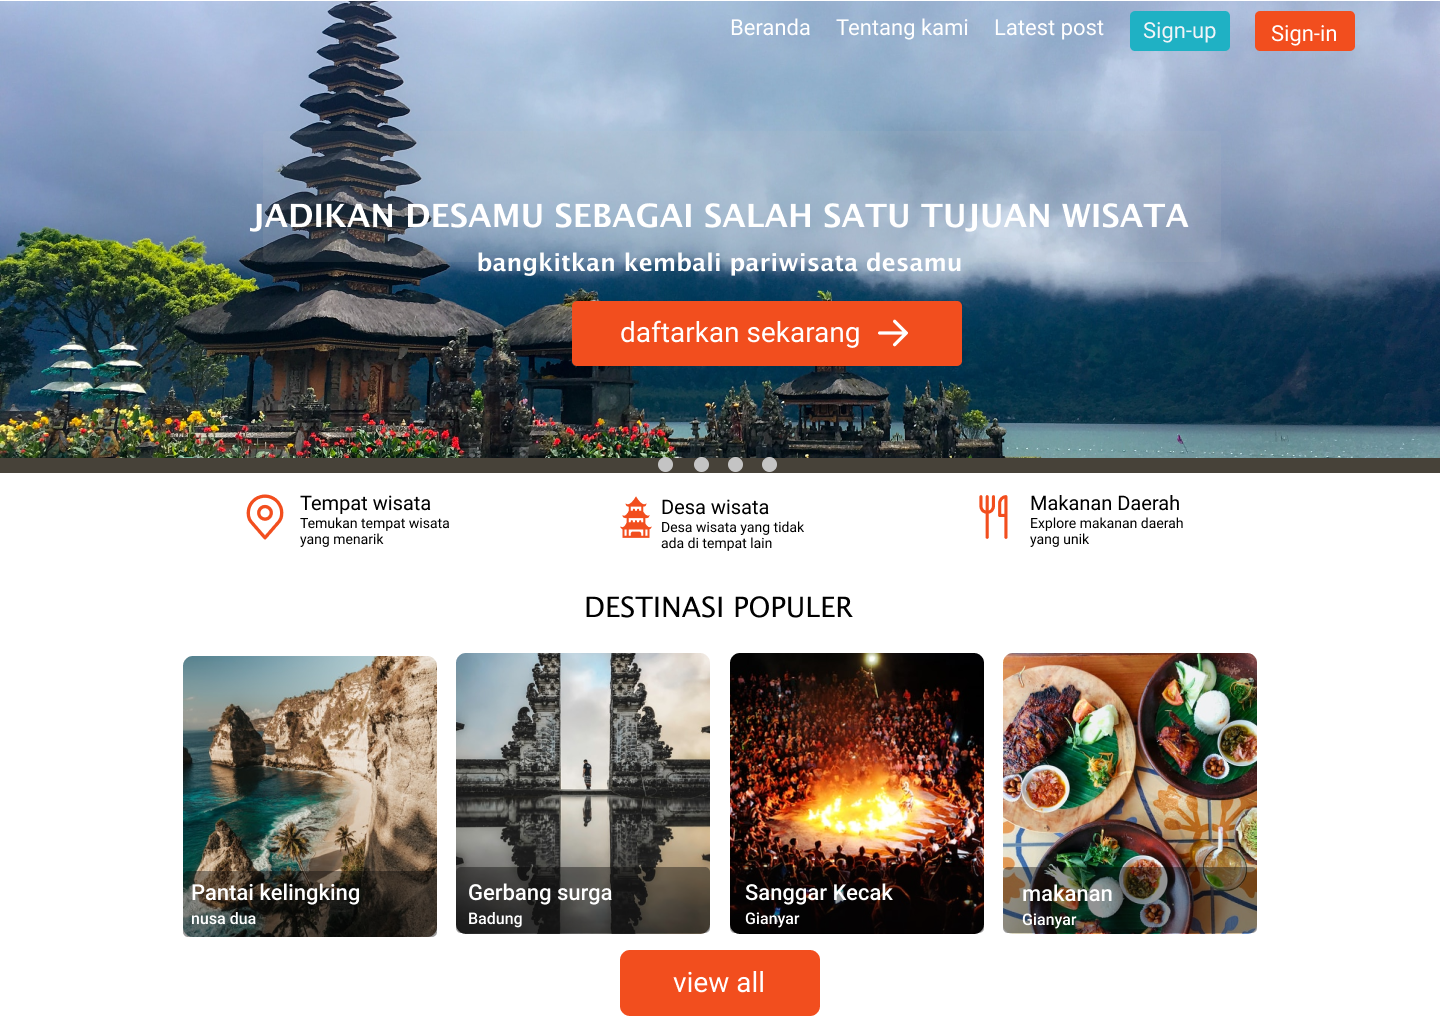 Beranda Tentang kami Latest post Sign-up Sign-in
JADIKAN DESAMU SEBAGAI SALAH SATU TUJUAN WISATA
bangkitkan kembali pariwisata desamu
daftarkan sekarang
Tempat wisata
Temukan tempat wisata
yang menarik
Desa wisata
Desa wisata yang tidak
ada di tempat lain
Makanan Daerah
Explore makanan daerah
yang unik
DESTINASI POPULER
Pantai kelingking
nusa dua
Gerbang surga
Badung
Sanggar Kecak
Gianyar
makanan
Gianyar
view all